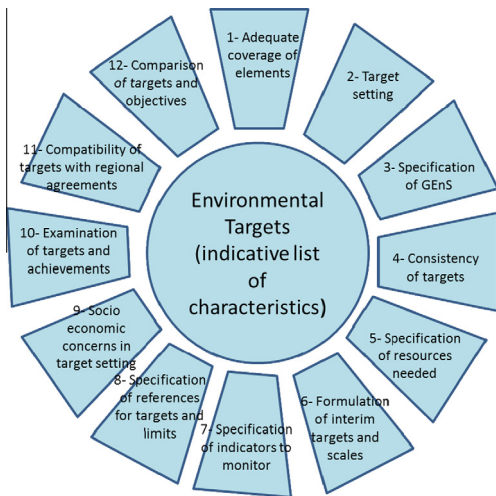 1- Adequate
coverage of
elements
2- Target
setting
3- Specification
of GEnS
4- Consistency
of targets
5- Specification
of resources
needed
6- Formulation
of interim
targets and
scales
7- Specification
of indicators to
monitor
8- Specification
of references
for targets and
limits
9- Socio
economic
concerns in
target setting
10- Examination
of targets and
achievements
11- Compatibility of
targets with regional
agreements
12- Comparison
of targets and
objectives
Environmental
Targets
(indicative list
of
characteristics)